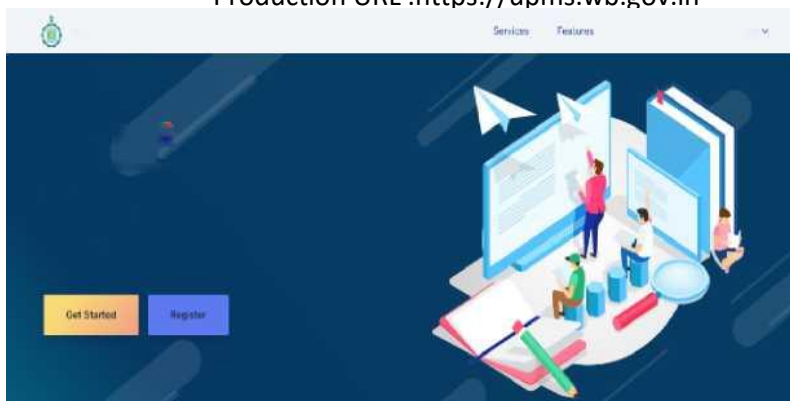 Production URL :https://apms.wb.gov.in
Services Features
Get Started Register